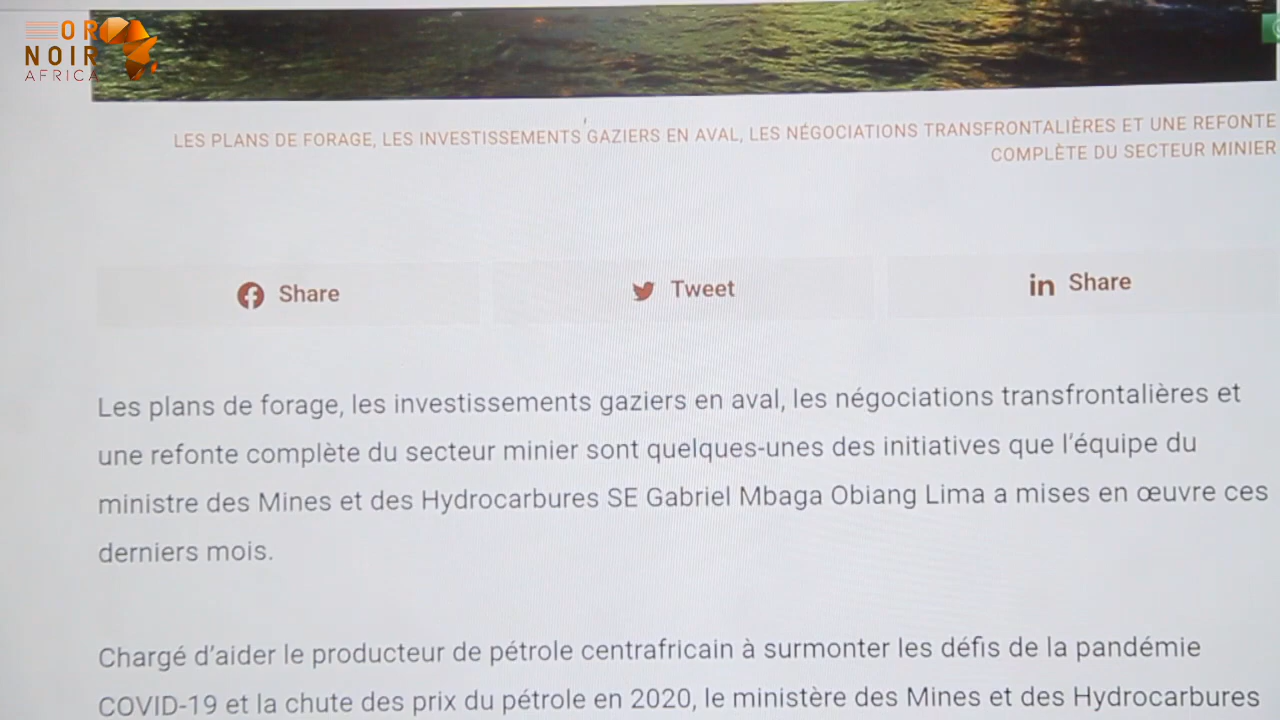 OR
NOIR
AFRICA
LES PLANS DE FORAGE, LES INVESTISSEMENTS GAZIERS EN AVAL, LES NÉGOCIATIONS TRANSFRONTALIÈRES ET UNE REFONTE
COMPLÈTE DU SECTEUR MINIER
Share
Tweet
in Share
Les plans de forage, les investissements gaziers en aval, les négociations transfrontalières et
une refonte complète du secteur minier sont quelques-unes des initiatives que l'équipe du
ministre des Mines et des Hydrocarbures SE Gabriel Mbaga Obiang Lima a mises en œuvre ces
derniers mois.
Chargé d'aider le producteur de pétrole centrafricain à surmonter les défis de la pandémie
COVID-19 et la chute des prix du pétrole en 2020, le ministère des Mines et des Hydrocarbures